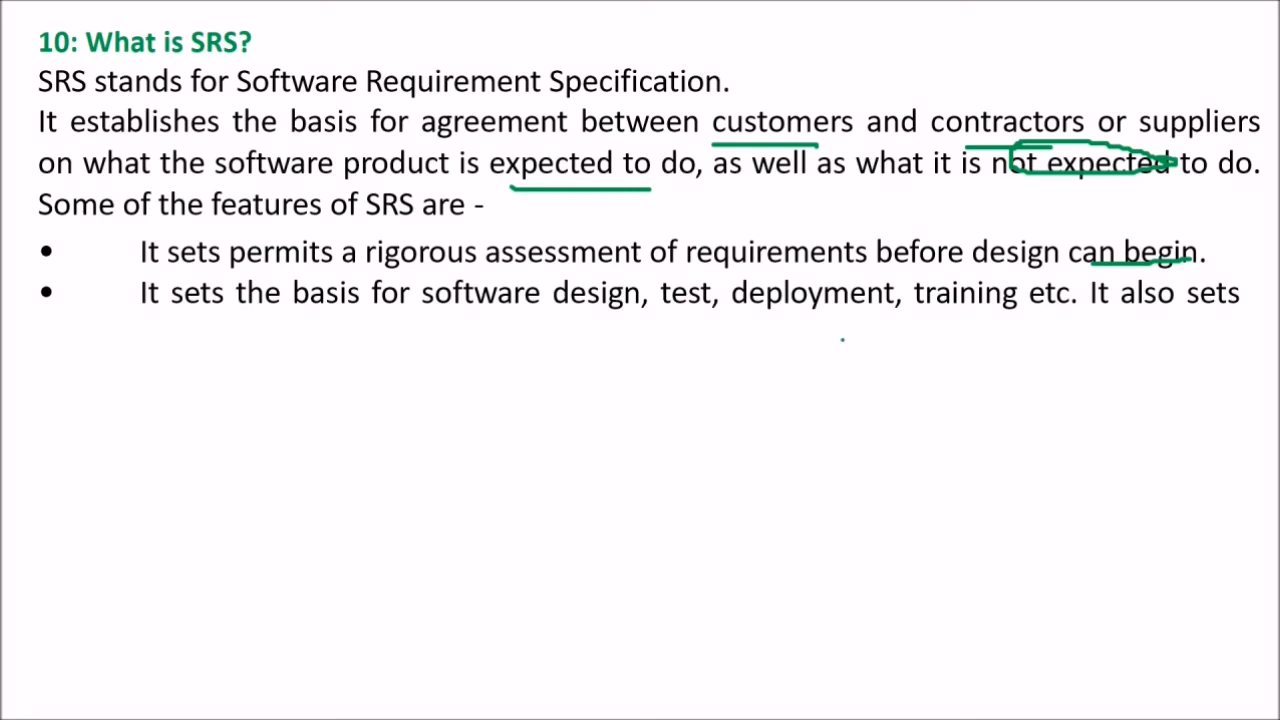 10: What is SRS?
SRS stands for Software Requirement Specification.
It establishes the basis for agreement between customers and contractors or suppliers
on what the software product is expected to do, as well as what it is not expected to do.
Some of the features of SRS are -
• It sets permits a rigorous assessment of requirements before design can begin.
• It sets the basis for software design, test, deployment, training etc. It also sets